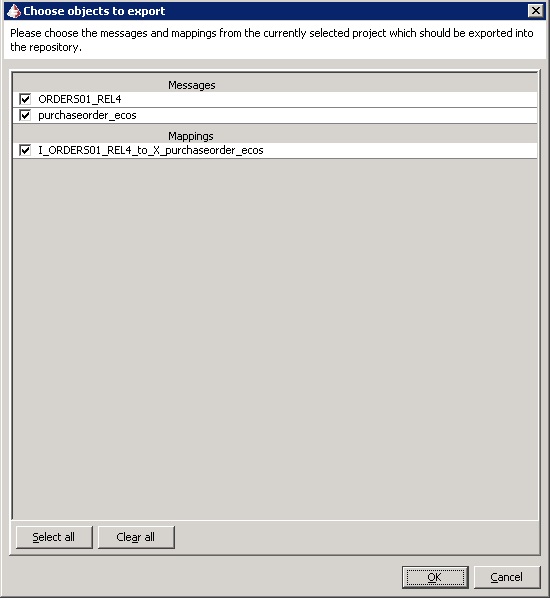 Choose objects to export
Please choose the messages and mappings from the currently selected project which should be exported into
the repository.
Messages
ORDERS01_REL4
purchaseorder_ecos
Mappings
I_ORDERS01_REL4_to_X_purchaseorder_ecos
Select all
Clear all
OK
Cancel